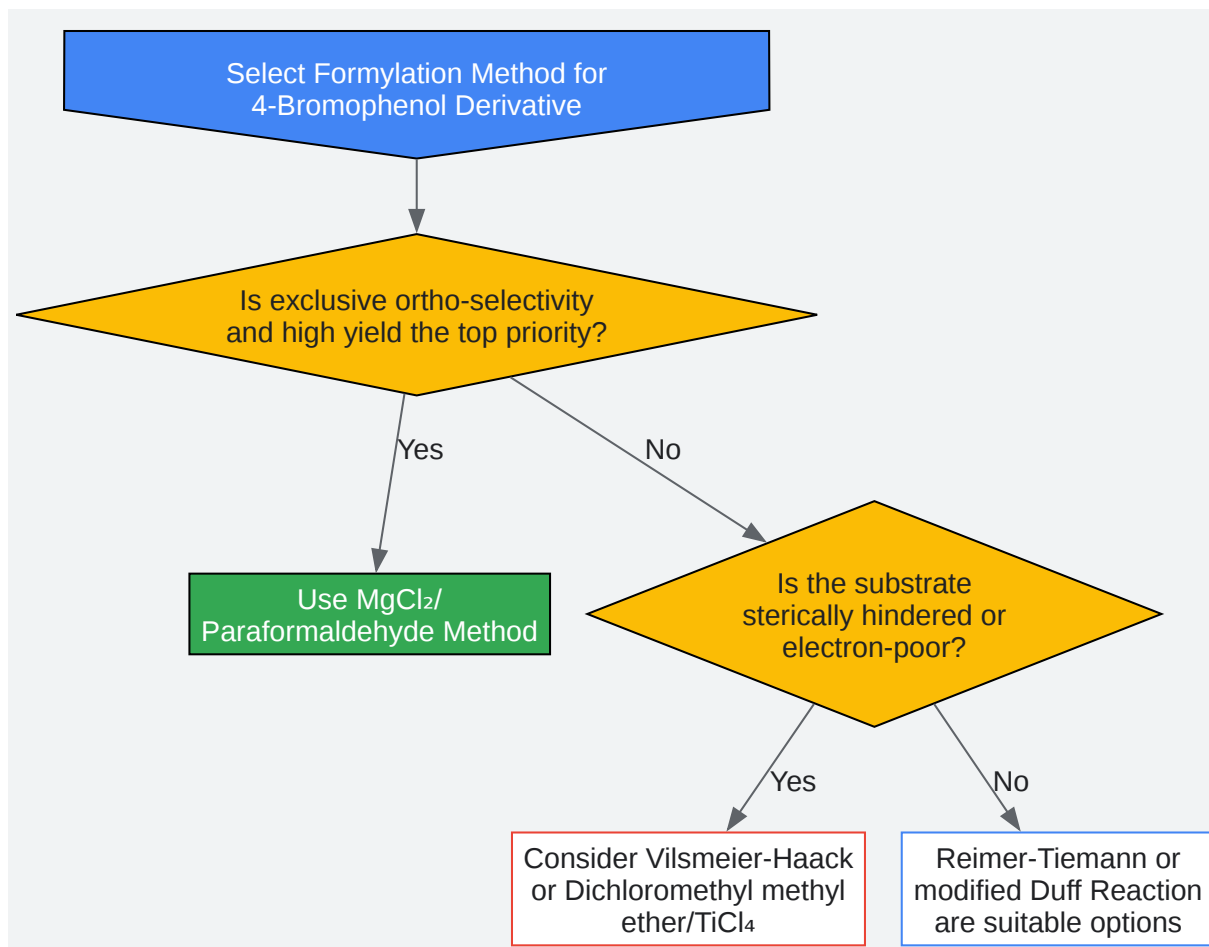 Select Formylation Method for
4-Bromophenol Derivative
Is exclusive ortho-selectivity
and high yield the top priority?
Yes
No
Use MgCl₂/
Paraformaldehyde Method
Is the substrate
sterically hindered or
electron-poor?
Yes
No
Consider Vilsmeier-Haack
or Dichloromethyl methyl
ether/TiCl₄
Reimer-Tiemann or
modified Duff Reaction
are suitable options